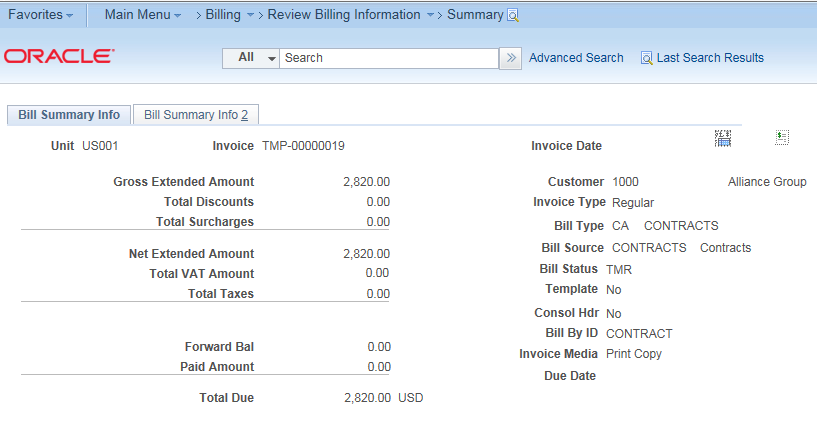 Favorites Main Menu > Billing > Review Billing Information > Summary
ORACLE
All Search » Advanced Search Last Search Results
Bill Summary Info Bill Summary Info 2
Unit US001 Invoice TMP-00000019 Invoice Date
Gross Extended Amount 2,820.00 Customer 1000 Alliance Group
Total Discounts 0.00 Invoice Type Regular
Total Surcharges 0.00 Bill Type CA CONTRACTS
Net Extended Amount 2,820.00 Bill Source CONTRACTS Contracts
Total VAT Amount 0.00 Bill Status TMR
Total Taxes 0.00 Template No
Consol Hdr No
Forward Bal 0.00 Bill By ID CONTRACT
Paid Amount 0.00 Invoice Media Print Copy
Due Date
Total Due 2,820.00 USD